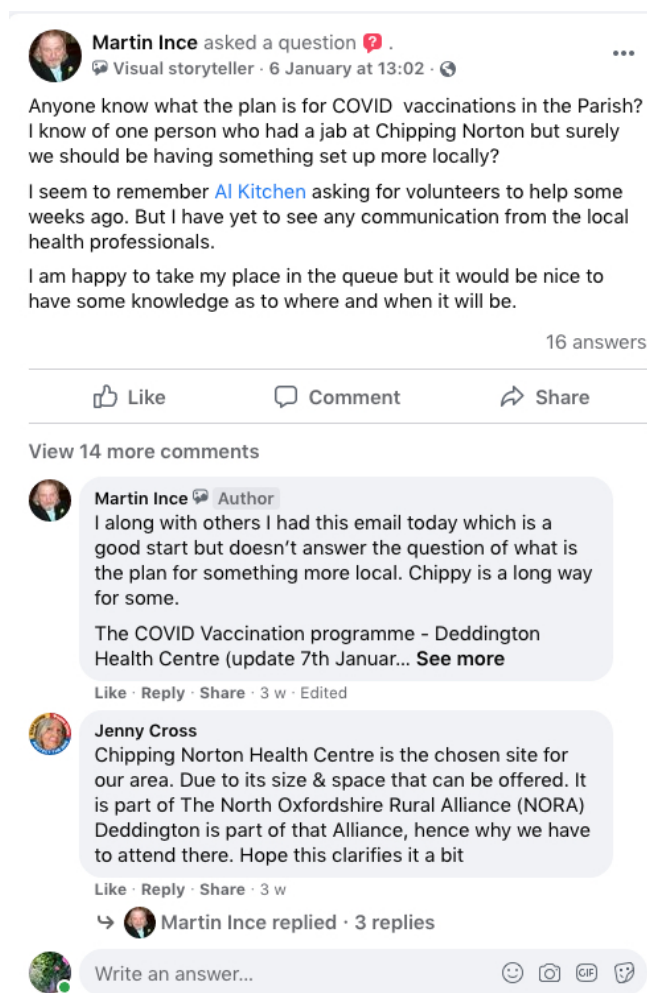 Martin Ince asked a question ? .
Visual storyteller · 6 January at 13:02 ·
Anyone know what the plan is for COVID vaccinations in the Parish?
I know of one person who had a jab at Chipping Norton but surely
we should be having something set up more locally?
I seem to remember Al Kitchen asking for volunteers to help some
weeks ago. But I have yet to see any communication from the local
health professionals.
I am happy to take my place in the queue but it would be nice to
have some knowledge as to where and when it will be.
16 answers
Like Comment Share
View 14 more comments
Martin Ince Author
I along with others I had this email today which is a
good start but doesn't answer the question of what is
the plan for something more local. Chippy is a long way
for some.
The COVID Vaccination programme - Deddington
Health Centre (update 7th Januar... See more
Like · Reply · Share · 3 w · Edited
Jenny Cross
Chipping Norton Health Centre is the chosen site for
our area. Due to its size & space that can be offered. It
is part of The North Oxfordshire Rural Alliance (NORA)
Deddington is part of that Alliance, hence why we have
to attend there. Hope this clarifies it a bit
Like · Reply · Share · 3 w
Martin Ince replied · 3 replies
Write an answer...
GIF